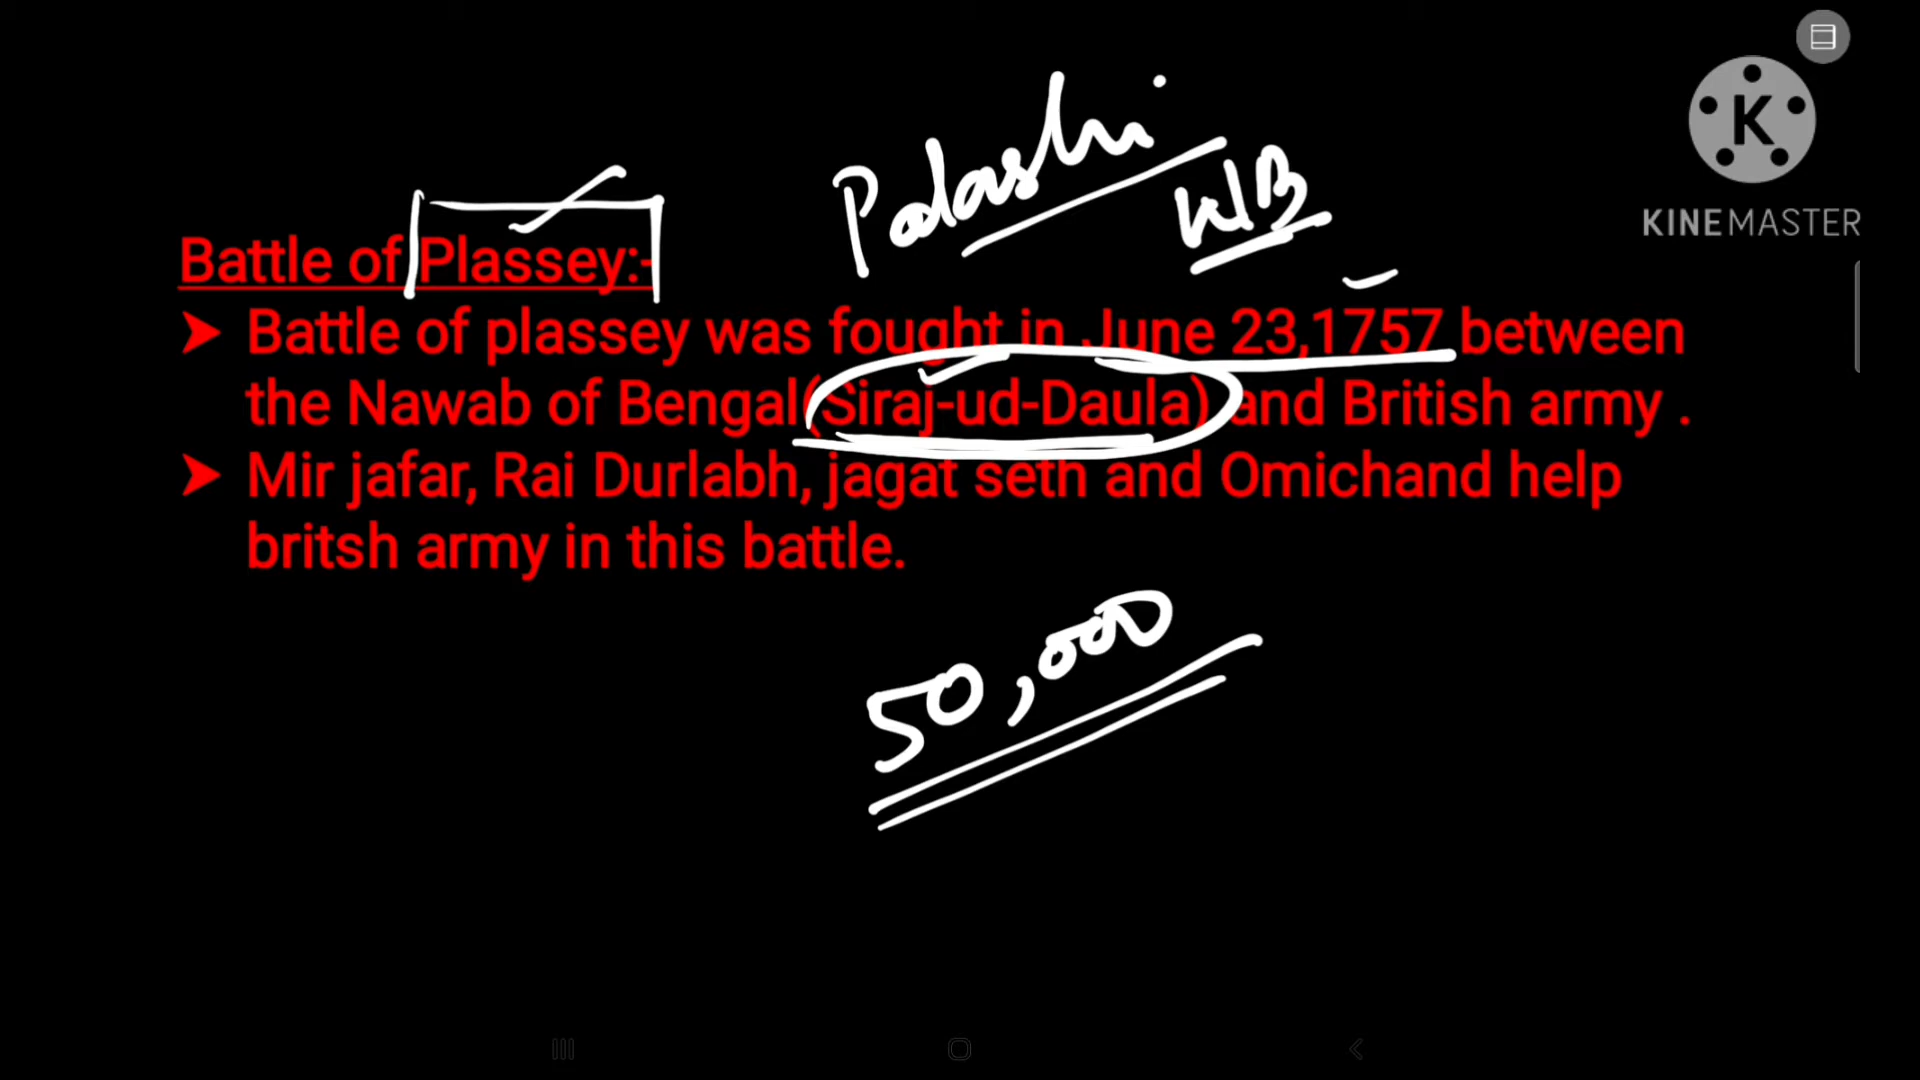 Palashi
W/B
K
KINEMASTER
Battle of Plassey:-
➤ Battle of plassey was fought in June 23,1757 between
the Nawab of Bengal(Siraj-ud-Daula) and British army .
➤ Mir jafar, Rai Durlabh, jagat seth and Omichand help
britsh army in this battle.
50,000